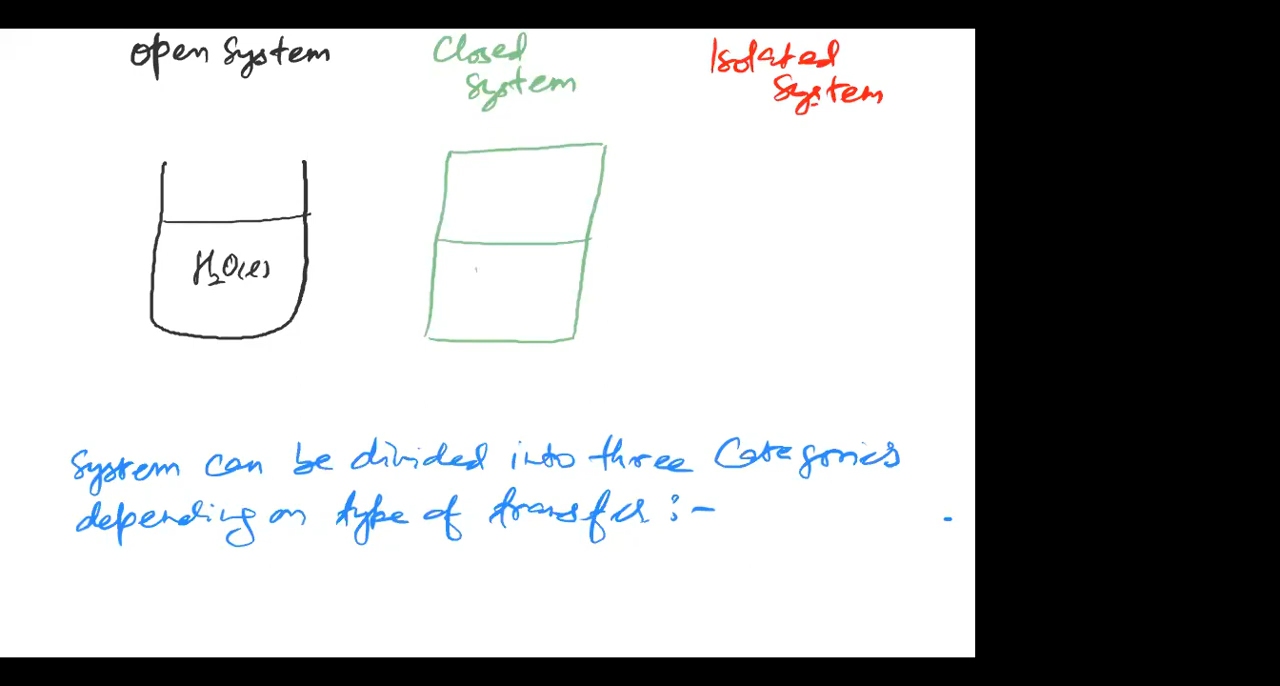 open System
Closed
System
Isolated
System
H₂O(l)
System can be divided into three Categories
depending on type of transfer :-